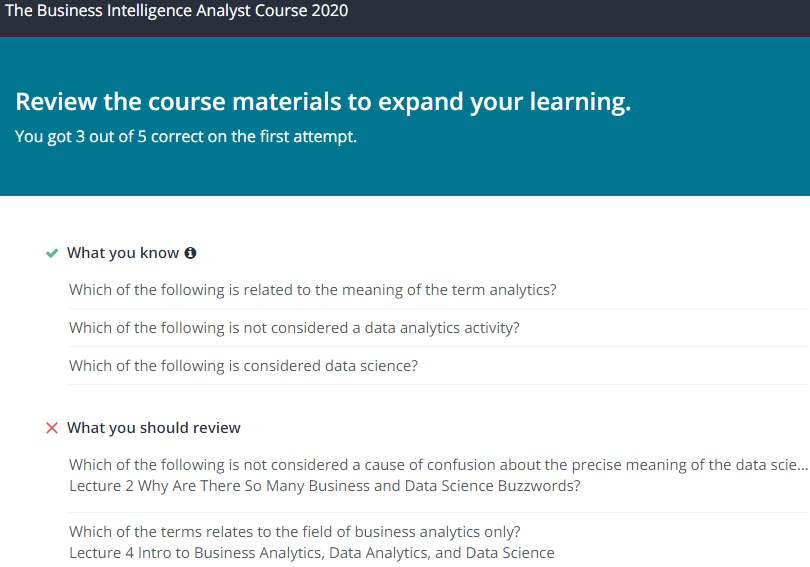 The Business Intelligence Analyst Course 2020
Review the course materials to expand your learning.
You got 3 out of 5 correct on the first attempt.
What you know
Which of the following is related to the meaning of the term analytics?
Which of the following is not considered a data analytics activity?
Which of the following is considered data science?
What you should review
Which of the following is not considered a cause of confusion about the precise meaning of the data scie...
Lecture 2 Why Are There So Many Business and Data Science Buzzwords?
Which of the terms relates to the field of business analytics only?
Lecture 4 Intro to Business Analytics, Data Analytics, and Data Science